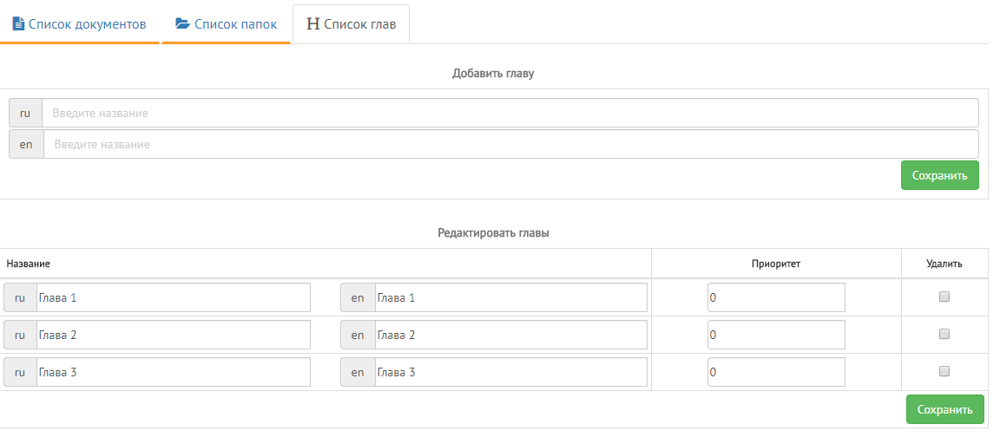 Список документов Список папок H Список глав
Добавить главу
ru Введите название
en Введите название
Сохранить
Редактировать главы
Название Приоритет Удалить
ru Глава 1 en Глава 1 0
ru Глава 2 en Глава 2 0
ru Глава 3 en Глава 3 0
Сохранить